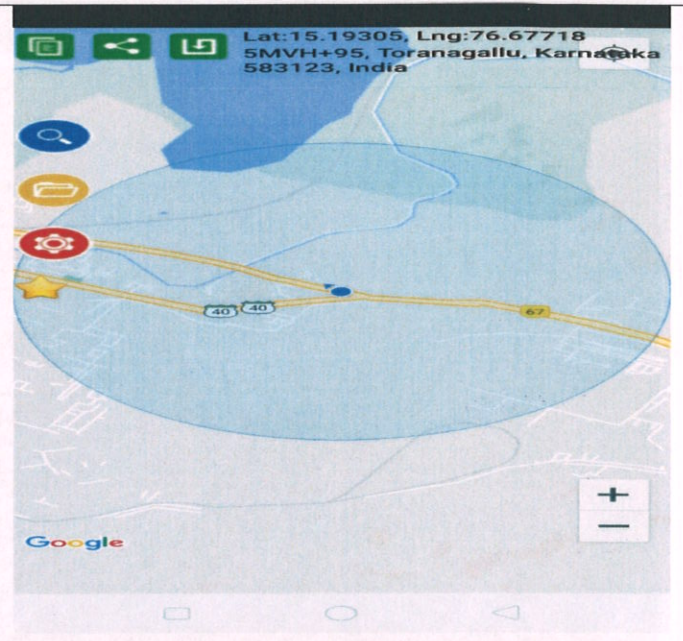 Lat:15.19305, Lng:76.67718
5MVH+95, Toranagallu, Karnataka
583123, India
40
40
67
+
−
Google